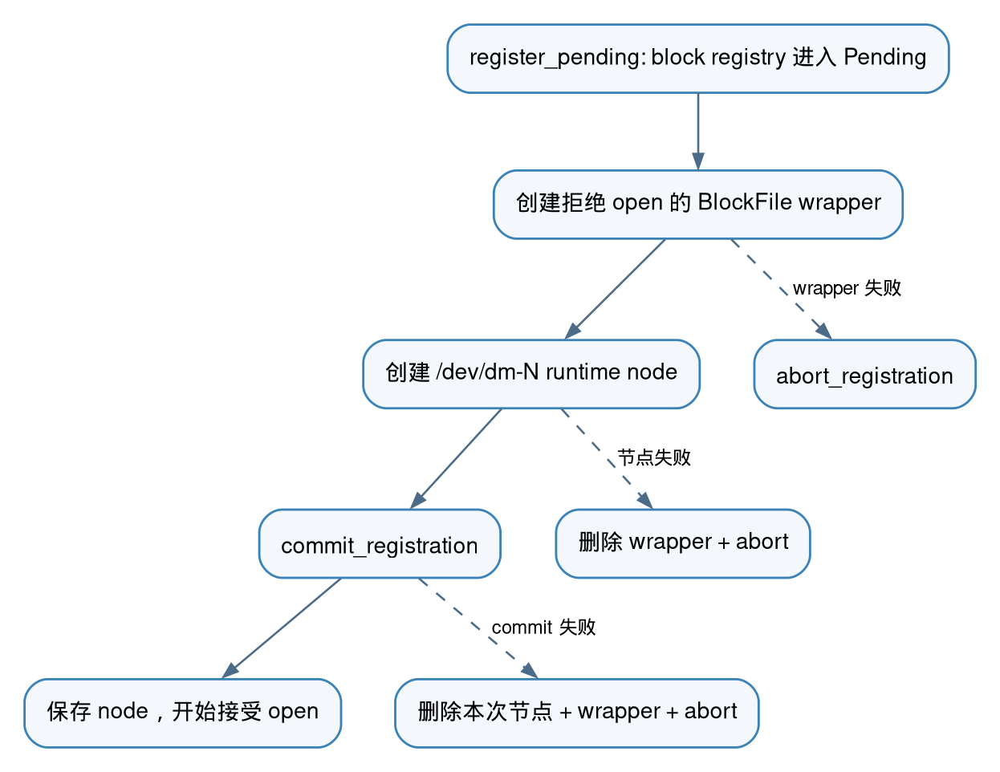 register_pending: block registry 进入 Pending
创建拒绝 open 的 BlockFile wrapper
wrapper 失败
创建 /dev/dm-N runtime node
abort_registration
节点失败
commit_registration
删除 wrapper + abort
commit 失败
保存 node，开始接受 open
删除本次节点 + wrapper + abort